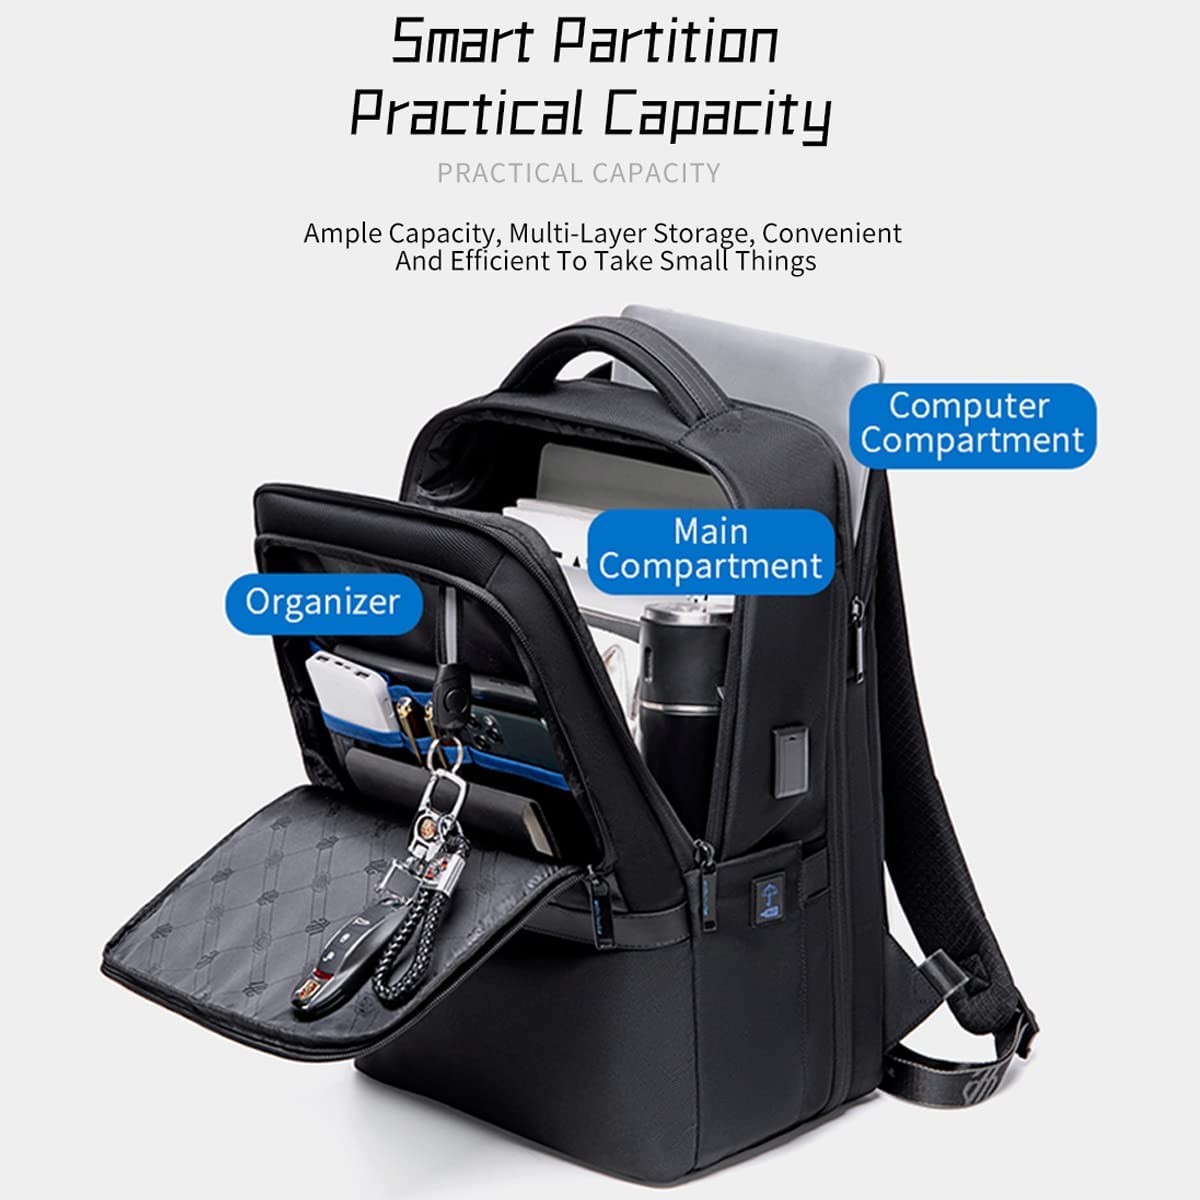 Smart Partition
Practical Capacity
PRACTICAL CAPACITY
Ample Capacity, Multi-Layer Storage, Convenient
And Efficient To Take Small Things
Computer
Compartment
Main
Compartment
Organizer